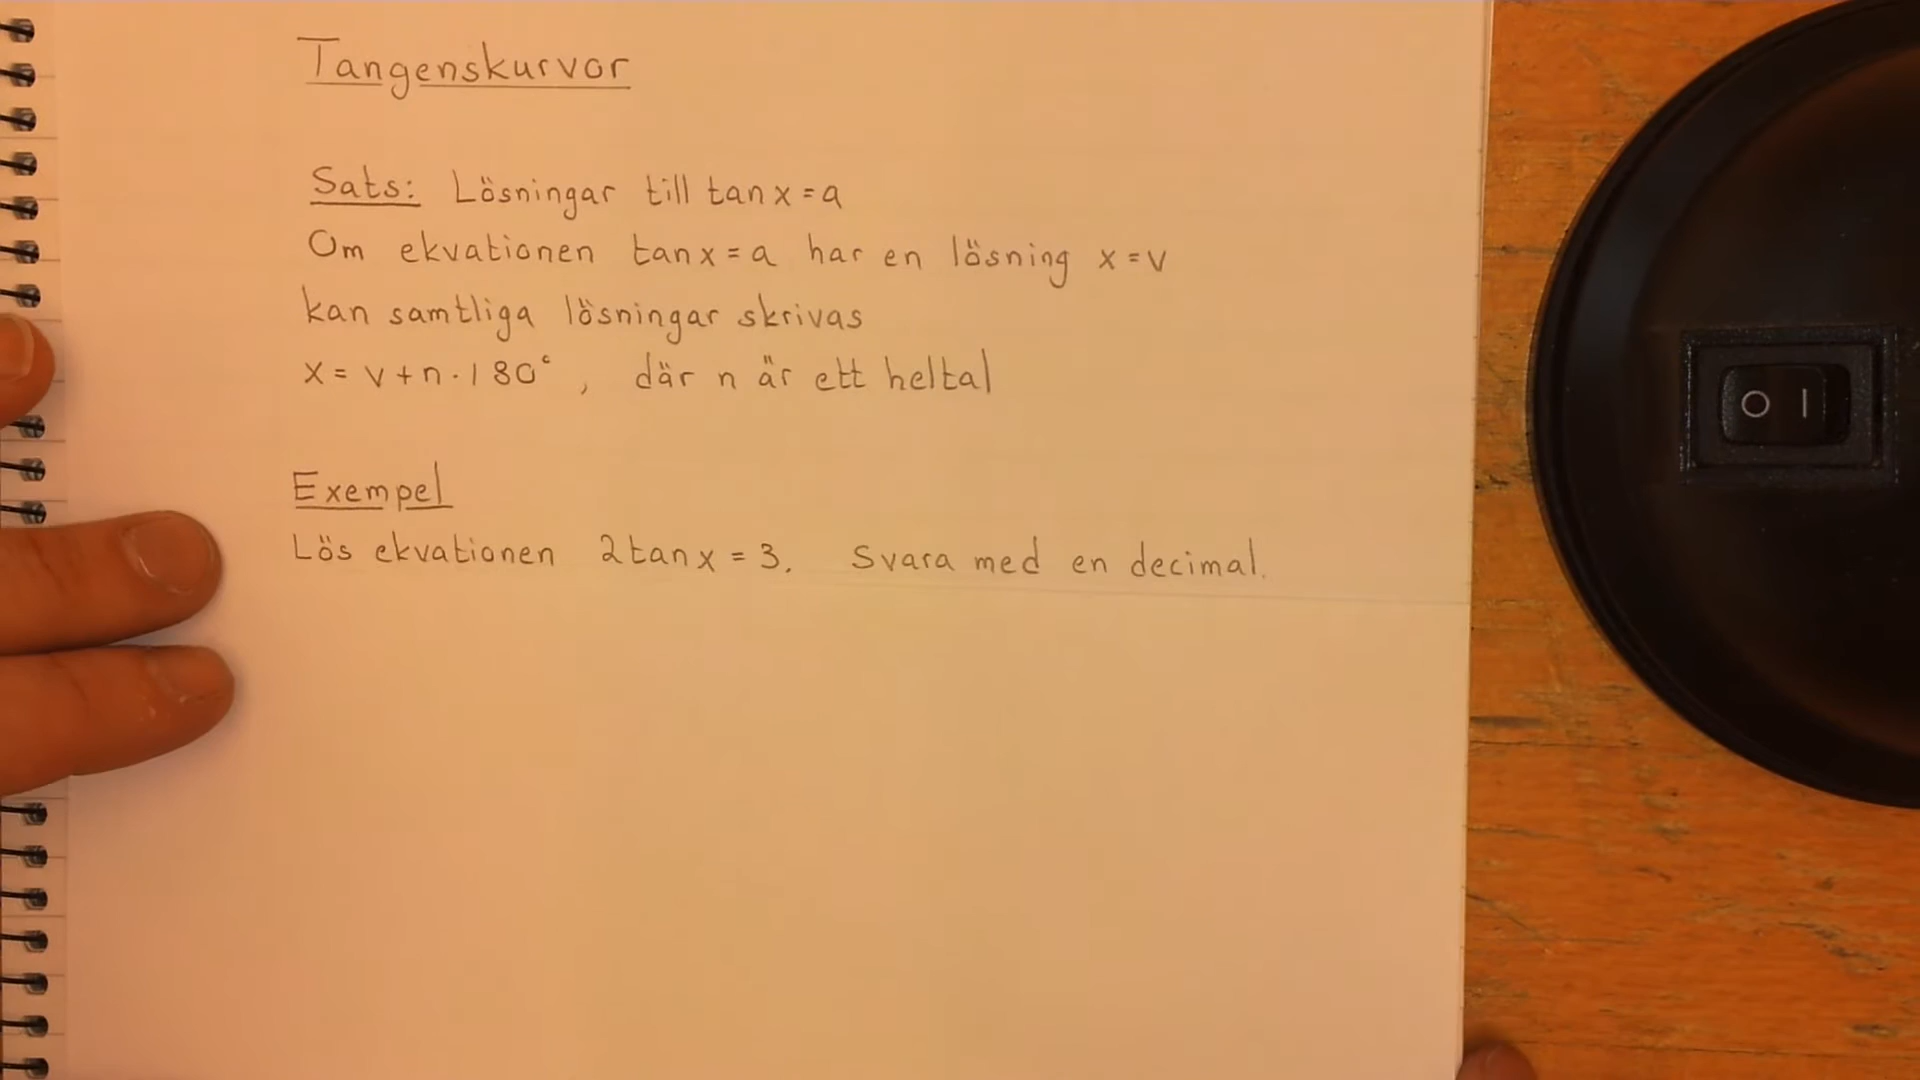 Tangenskurvor
Sats: Lösningar till tan x = a
Om ekvationen tan x = a har en lösning x = v
kan samtliga lösningar skrivas
x = v + n · 180° , där n är ett heltal
Exempel
Lös ekvationen 2 tan x = 3. Svara med en decimal.
O I